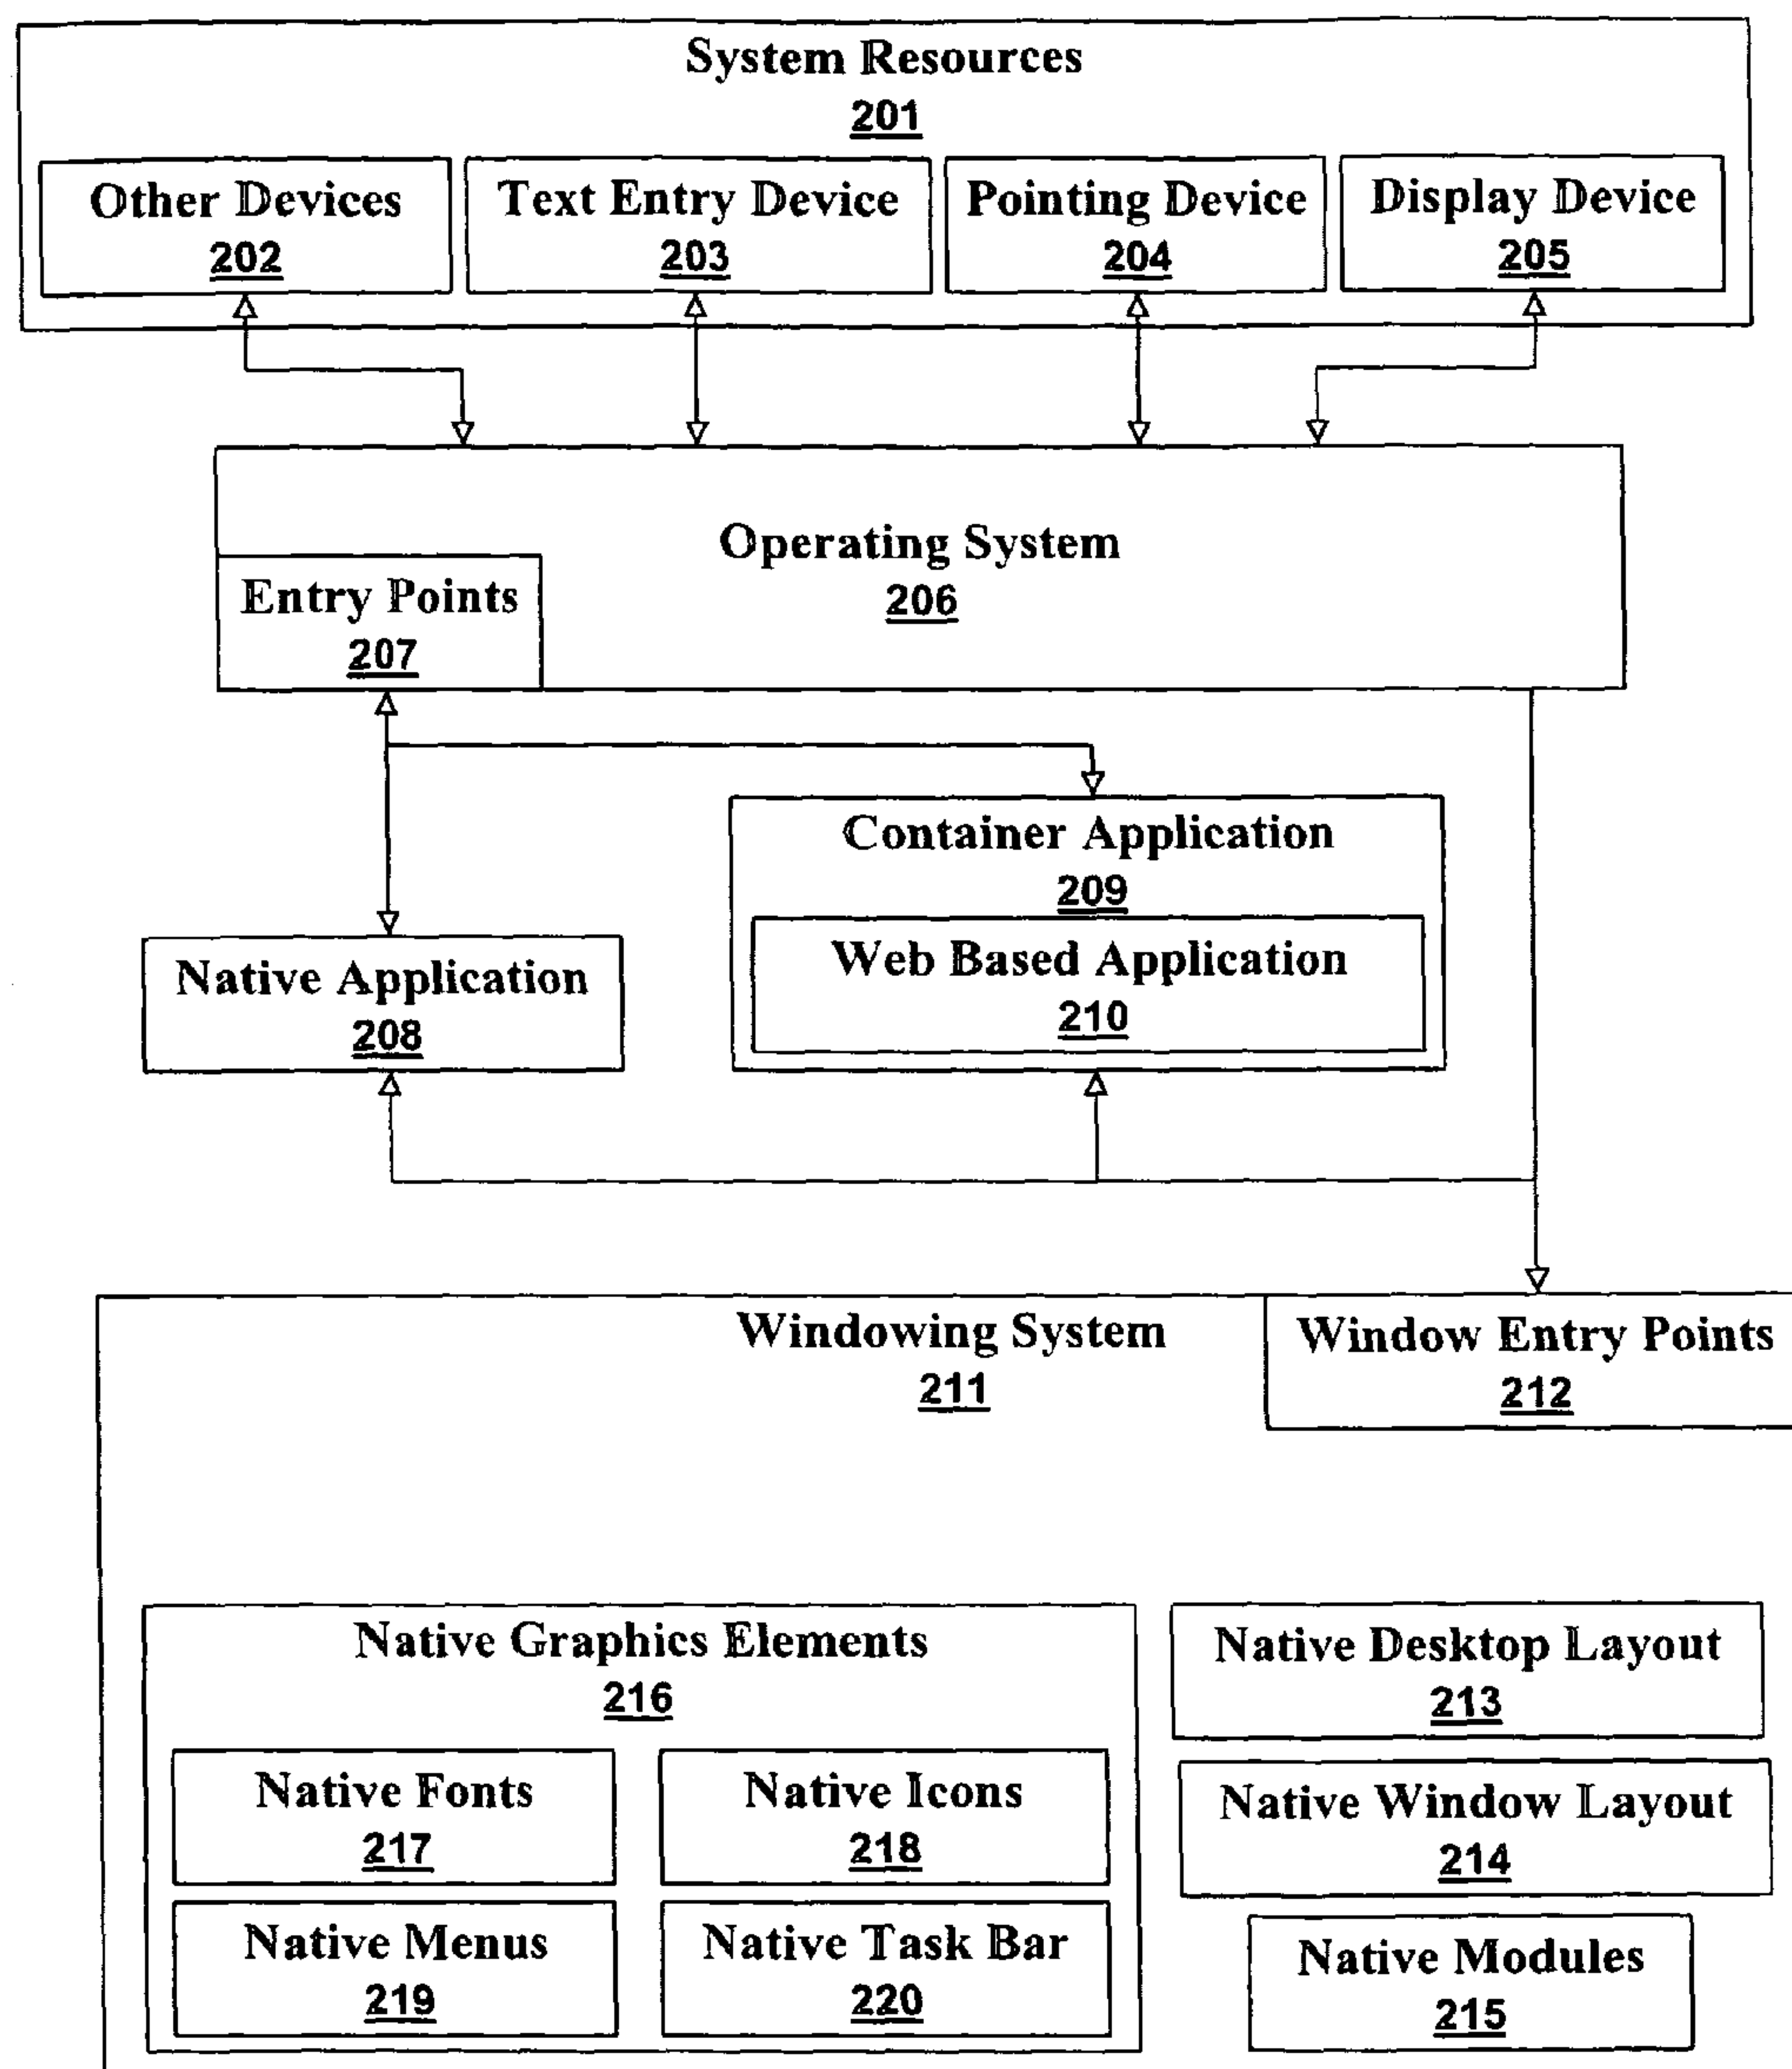 System Resources
201
Other Devices
202
Text Entry Device
203
Pointing Device
204
Display Device
205
Operating System
206
Entry Points
207
Container Application
209
Web Based Application
210
Native Application
208
Windowing System
211
Window Entry Points
212
Native Graphics Elements
216
Native Fonts
217
Native Icons
218
Native Menus
219
Native Task Bar
220
Native Desktop Layout
213
Native Window Layout
214
Native Modules
215